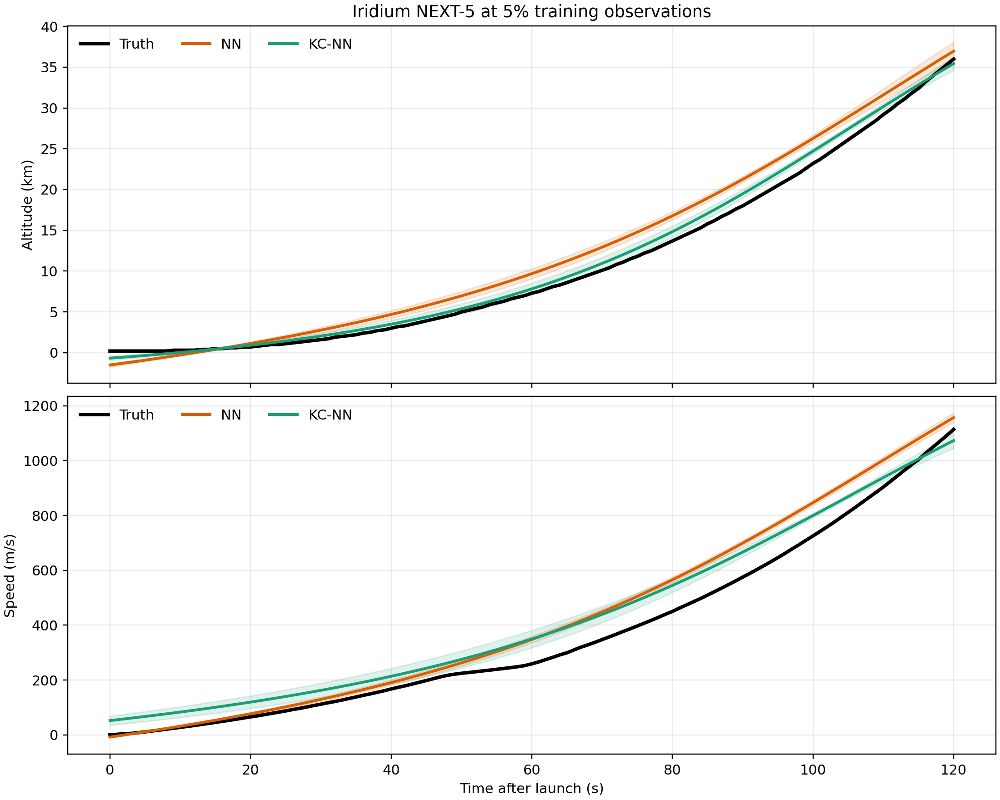 Iridium NEXT-5 at 5% training observations
40
35
30
25
20
15
10
5
0
Altitude (km)
Truth NN KC-NN
1200
1000
800
600
400
200
0
Speed (m/s)
Truth NN KC-NN
0 20 40 60 80 100 120
Time after launch (s)